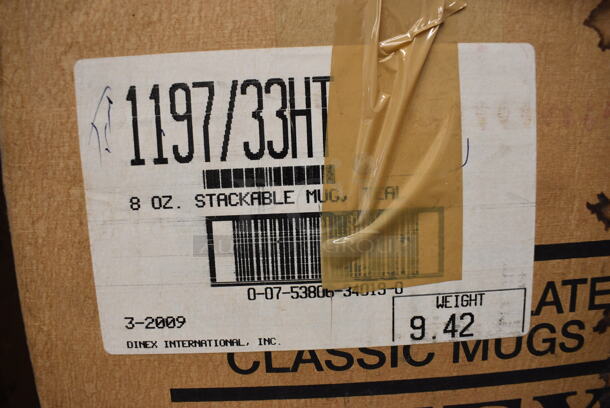 1197/33HT
8 OZ. STACKABLE MUG, TEAL
0-07-53806-34013-0
3-2009
WEIGHT
9.42
DINEX INTERNATIONAL, INC.
CLASSIC MUGS